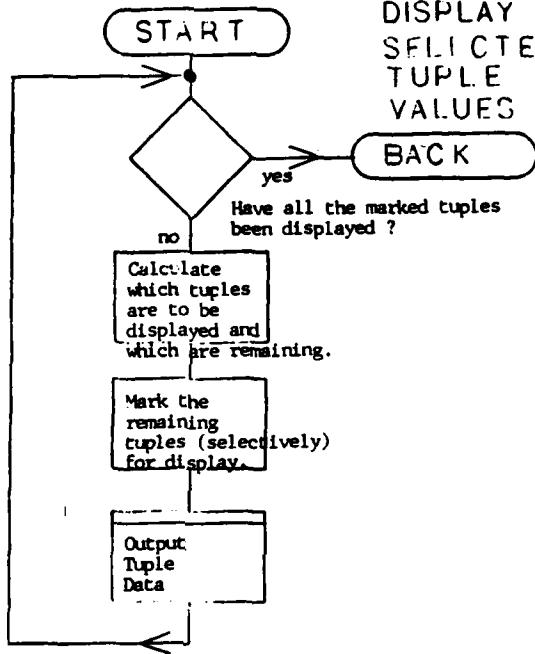 START
DISPLAY
SELICTE
TUPLE
VALUES
BACK
yes
Have all the marked tuples
been displayed ?
no
Calculate
which tuples
are to be
displayed and
which are remaining.
Mark the
remaining
tuples (selectively)
for display.
Output
Tuple
Data